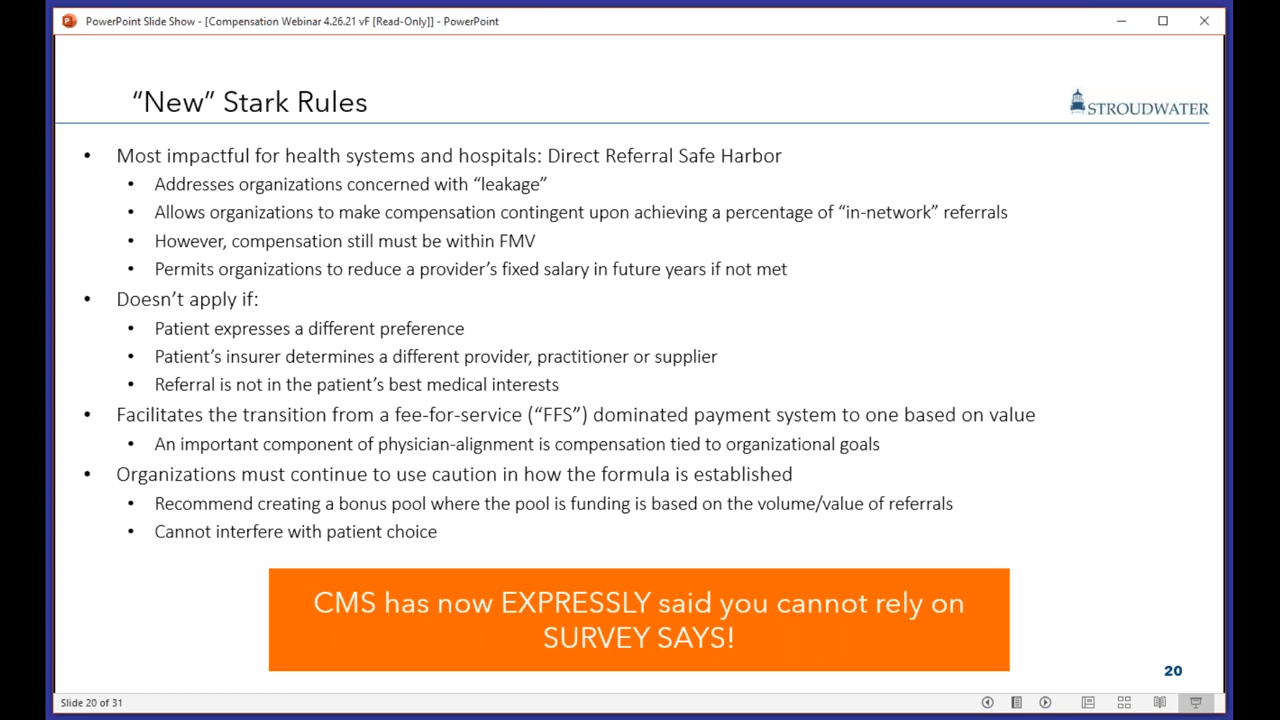 PowerPoint Slide Show - [Compensation Webinar 4.26.21 vF [Read-Only]] - PowerPoint
"New" Stark Rules
STROUDWATER
• Most impactful for health systems and hospitals: Direct Referral Safe Harbor
• Addresses organizations concerned with "leakage"
• Allows organizations to make compensation contingent upon achieving a percentage of "in-network" referrals
• However, compensation still must be within FMV
• Permits organizations to reduce a provider's fixed salary in future years if not met
• Doesn't apply if:
• Patient expresses a different preference
• Patient's insurer determines a different provider, practitioner or supplier
• Referral is not in the patient's best medical interests
• Facilitates the transition from a fee-for-service ("FFS") dominated payment system to one based on value
• An important component of physician-alignment is compensation tied to organizational goals
• Organizations must continue to use caution in how the formula is established
• Recommend creating a bonus pool where the pool is funding is based on the volume/value of referrals
• Cannot interfere with patient choice
CMS has now EXPRESSLY said you cannot rely on
SURVEY SAYS!
20
Slide 20 of 31